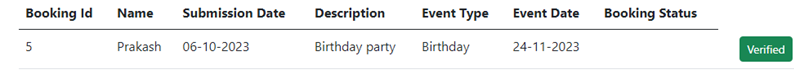 Booking Id Name Submission Date Description Event Type Event Date Booking Status
5 Prakash 06-10-2023 Birthday party Birthday 24-11-2023 Verified